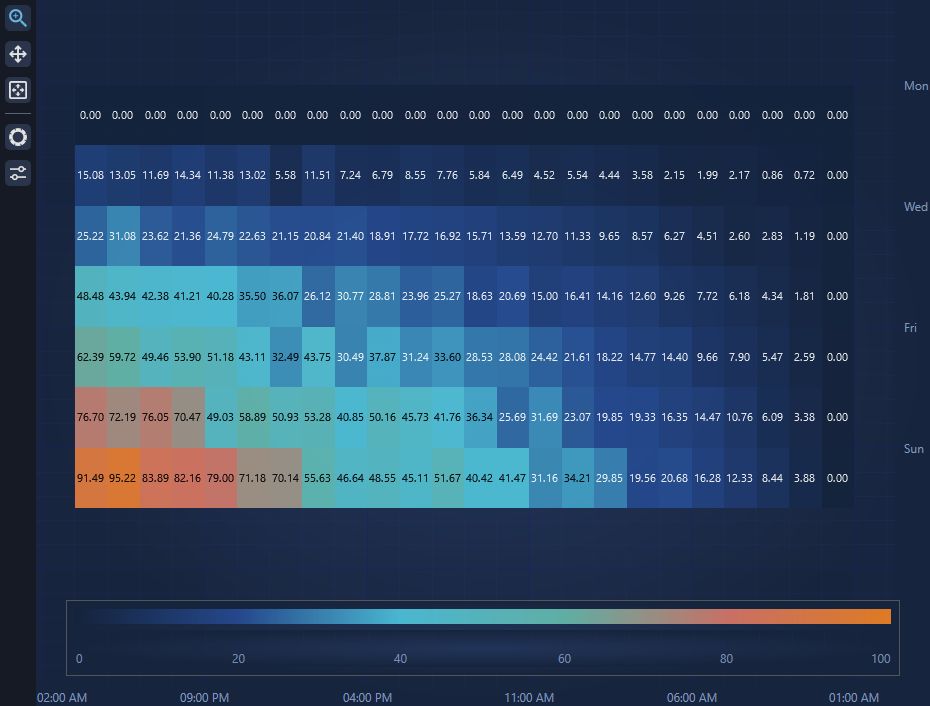 Mon
0.00 0.00 0.00 0.00 0.00 0.00 0.00 0.00 0.00 0.00 0.00 0.00 0.00 0.00 0.00 0.00 0.00 0.00 0.00 0.00 0.00 0.00 0.00 0.00
15.08 13.05 11.69 14.34 11.38 13.02 5.58 11.51 7.24 6.79 8.55 7.76 5.84 6.49 4.52 5.54 4.44 3.58 2.15 1.99 2.17 0.86 0.72 0.00
Wed
25.22 31.08 23.62 21.36 24.79 22.63 21.15 20.84 21.40 18.91 17.72 16.92 15.71 13.59 12.70 11.33 9.65 8.57 6.27 4.51 2.60 2.83 1.19 0.00
48.48 43.94 42.38 41.21 40.28 35.50 36.07 26.12 30.77 28.81 23.96 25.27 18.63 20.69 15.00 16.41 14.16 12.60 9.26 7.72 6.18 4.34 1.81 0.00
Fri
62.39 59.72 49.46 53.90 51.18 43.11 32.49 43.75 30.49 37.87 31.24 33.60 28.53 28.08 24.42 21.61 18.22 14.77 14.40 9.66 7.90 5.47 2.59 0.00
76.70 72.19 76.05 70.47 49.03 58.89 50.93 53.28 40.85 50.16 45.73 41.76 36.34 25.69 31.69 23.07 19.85 19.33 16.35 14.47 10.76 6.09 3.38 0.00
Sun
91.49 95.22 83.89 82.16 79.00 71.18 70.14 55.63 46.64 48.55 45.11 51.67 40.42 41.47 31.16 34.21 29.85 19.56 20.68 16.28 12.33 8.44 3.88 0.00
0 20 40 60 80 100
02:00 AM 09:00 PM 04:00 PM 11:00 AM 06:00 AM 01:00 AM